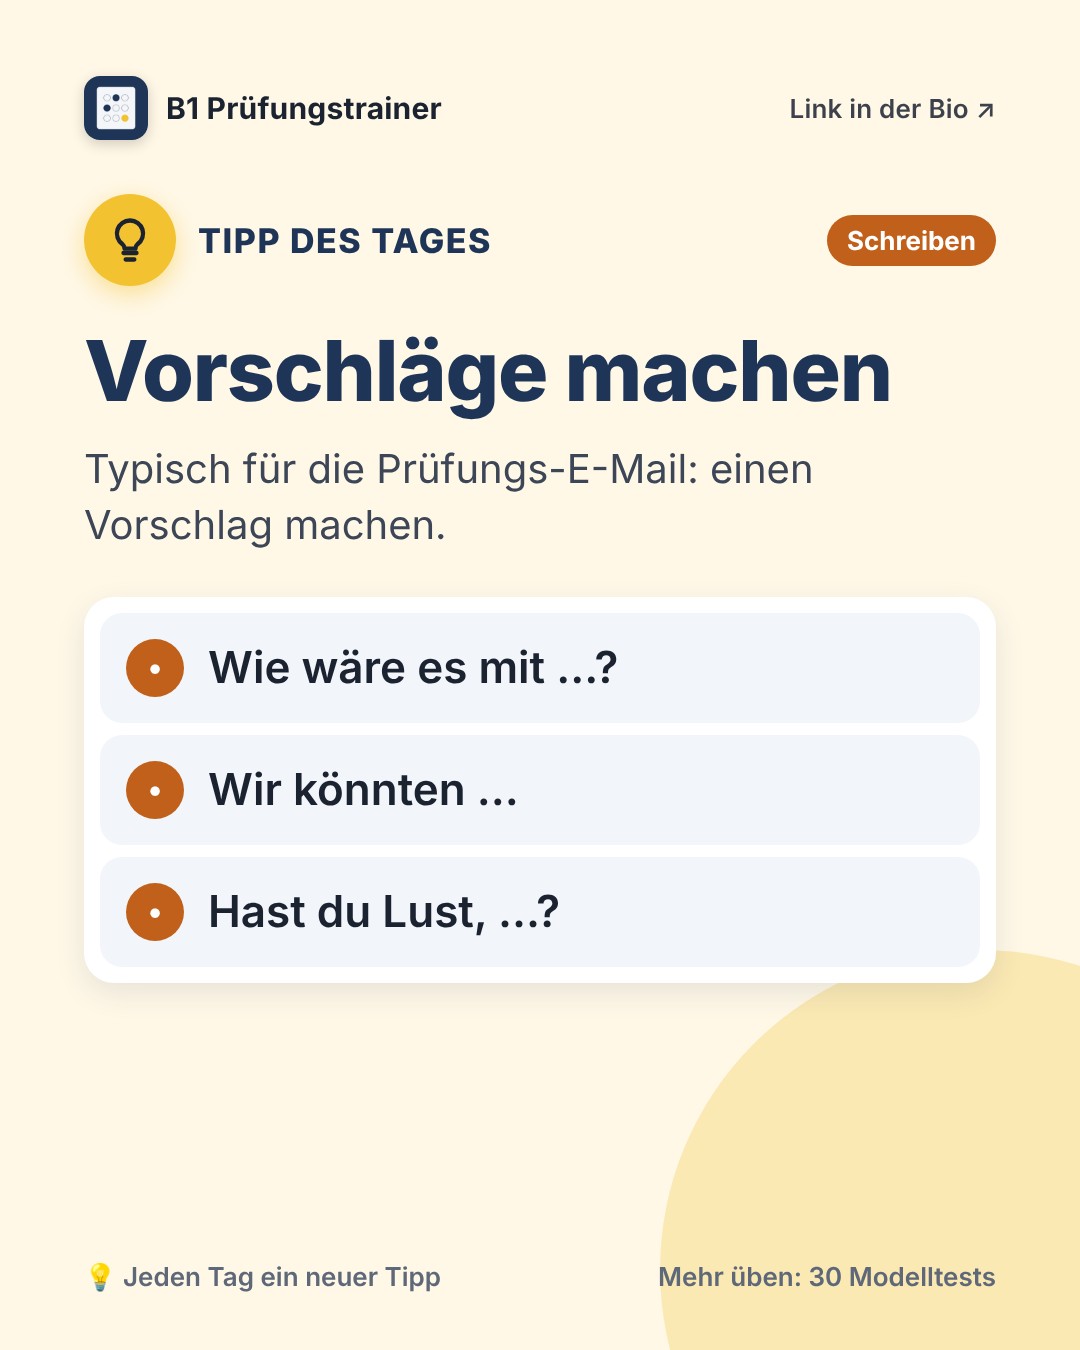 B1 Prüfungstrainer
Link in der Bio ↗
TIPP DES TAGES
Schreiben
Vorschläge machen
Typisch für die Prüfungs-E-Mail: einen
Vorschlag machen.
Wie wäre es mit …?
Wir könnten …
Hast du Lust, …?
💡 Jeden Tag ein neuer Tipp
Mehr üben: 30 Modelltests